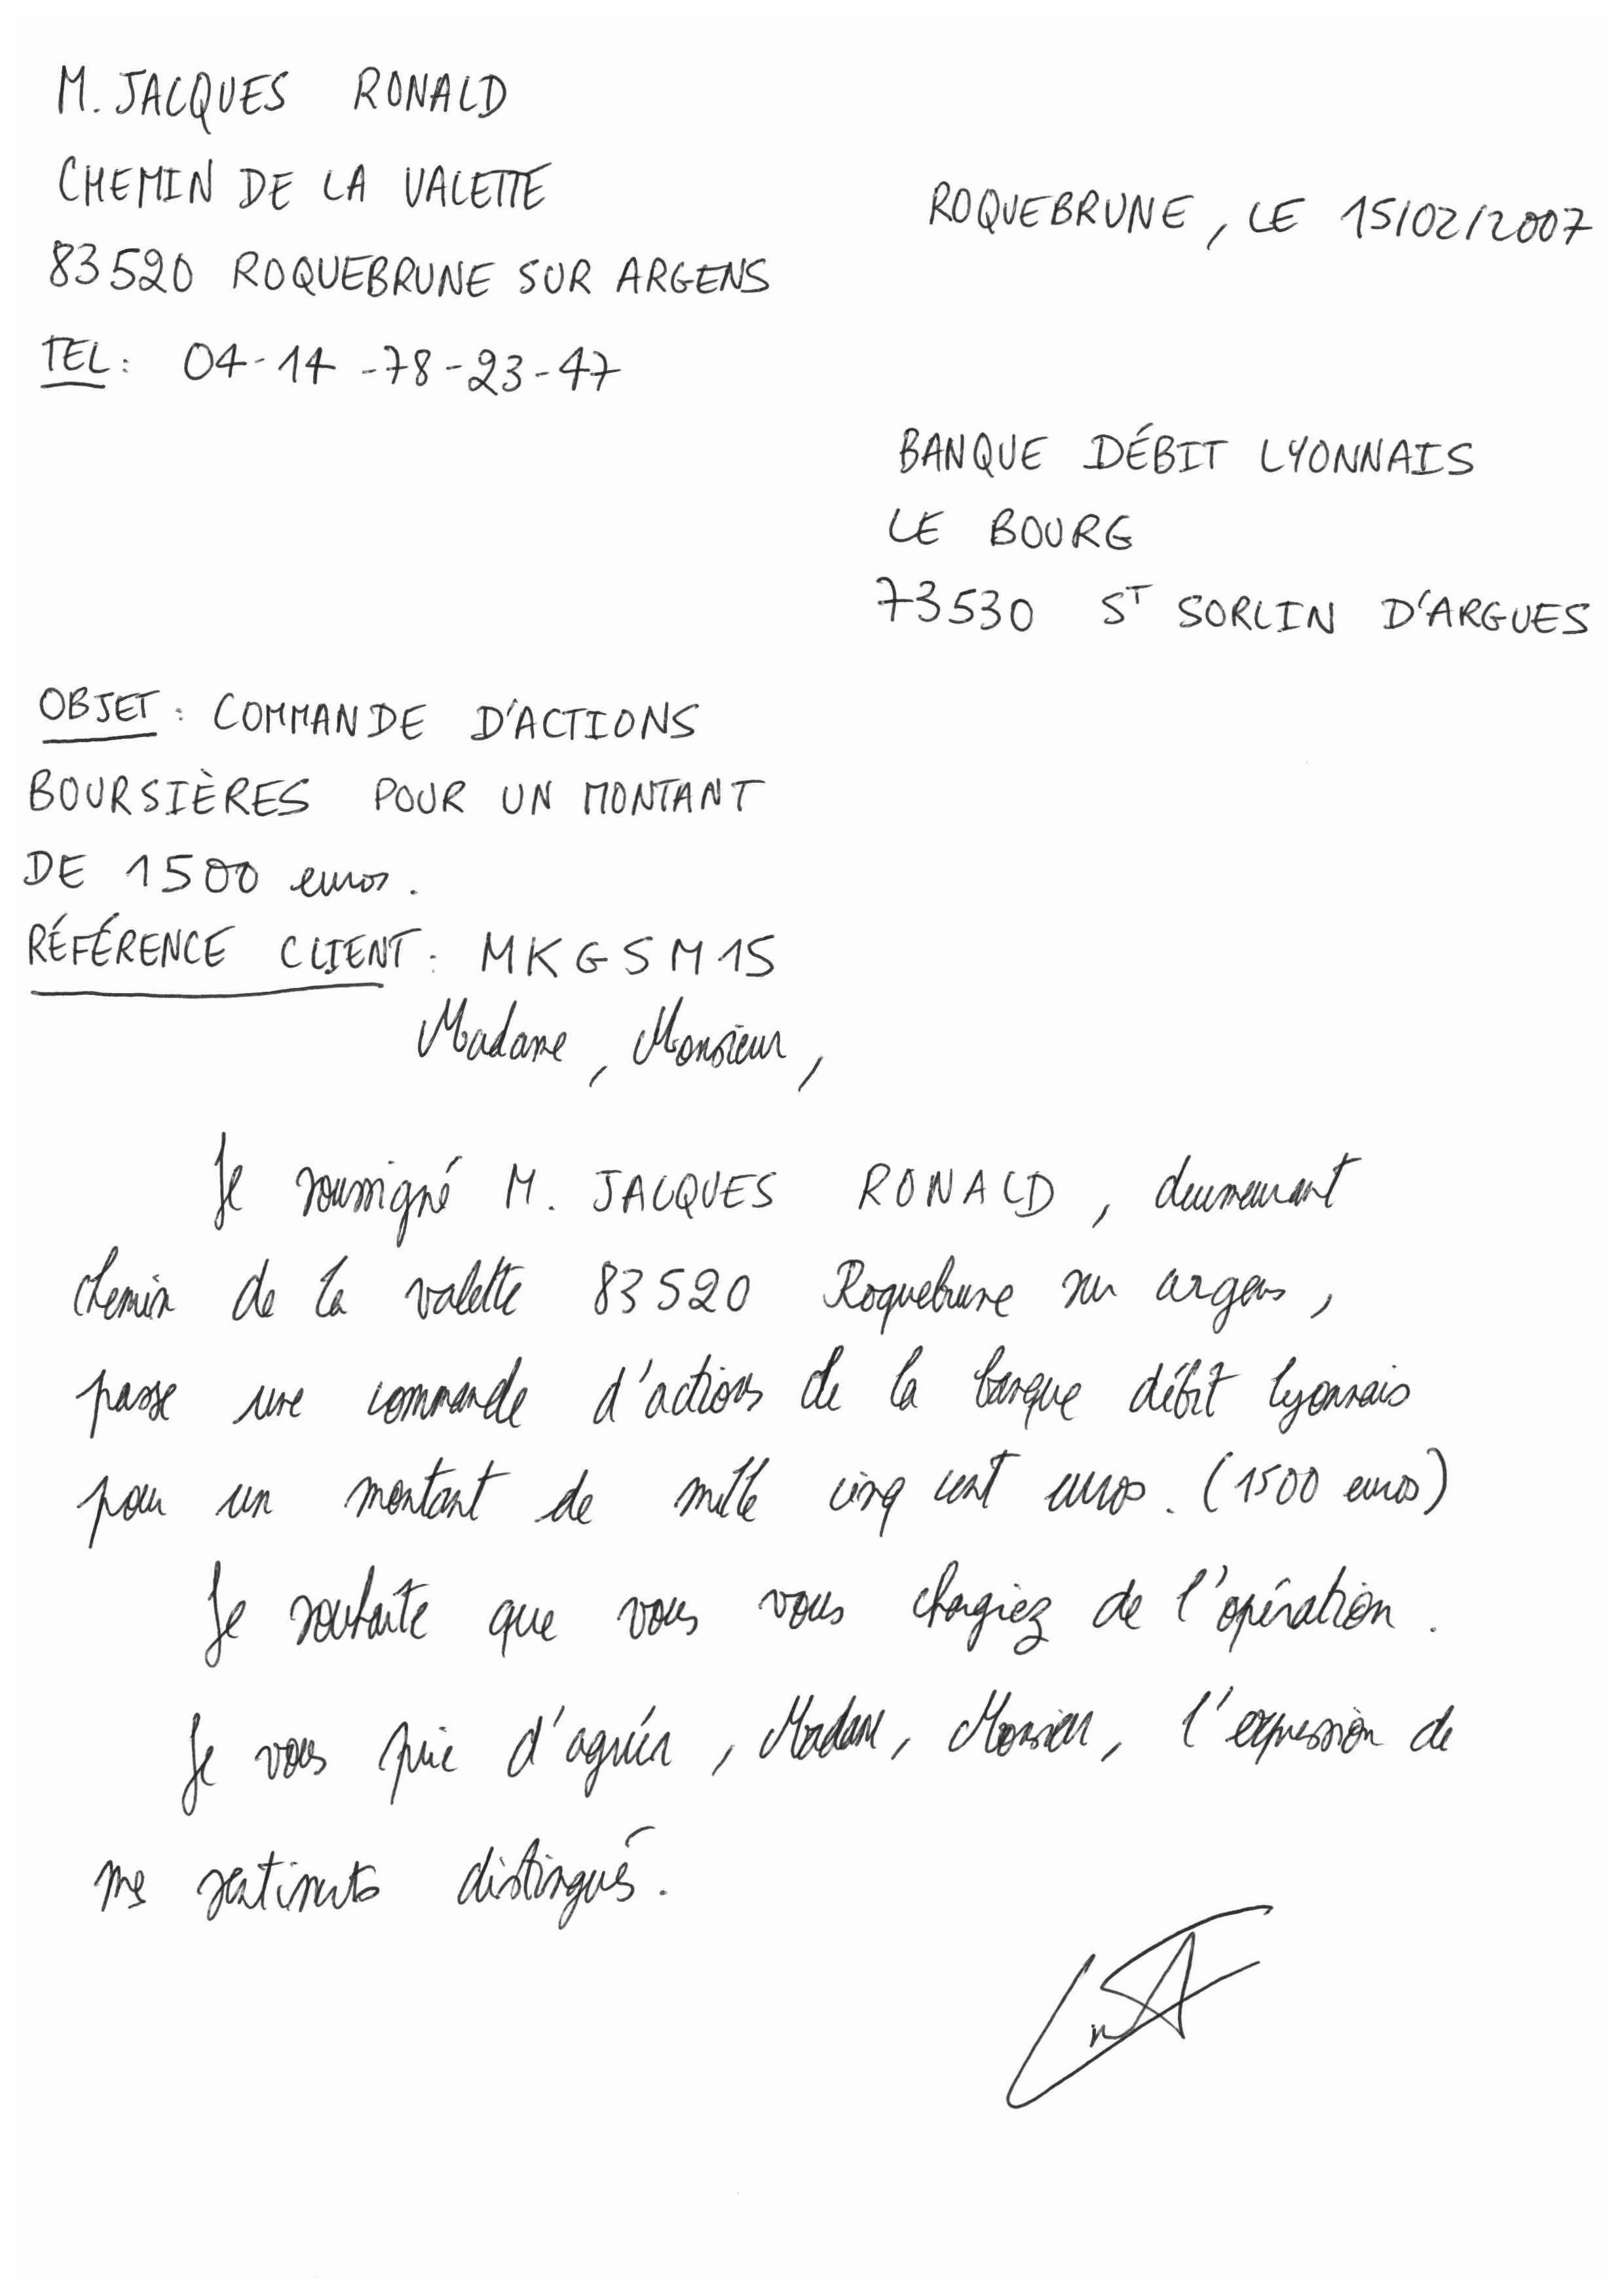 M. JACQUES RONALD
CHEMIN DE LA VALETTE
83520 ROQUEBRUNE SUR ARGENS
TEL : 04-14-78-23-47
ROQUEBRUNE, LE 15/02/2007
BANQUE DÉBIT LYONNAIS
LE BOURG
73530 ST SORLIN D'ARGUES
OBJET : COMMANDE D'ACTIONS
BOURSIÈRES POUR UN MONTANT
DE 1500 euros.
RÉFÉRENCE CLIENT : MKGSM15
Madame, Monsieur,
Je soussigné M. JACQUES RONALD, demeurant
chemin de la valette 83520 Roquebrune sur argens,
passe une commande d'actions de la banque débit lyonnais
pour un montant de mille cinq cent euros. (1500 euros)
Je souhaite que vous vous chargiez de l'opération.
Je vous prie d'agréer, Madame, Monsieur, l'expression de
mes sentiments distingués.